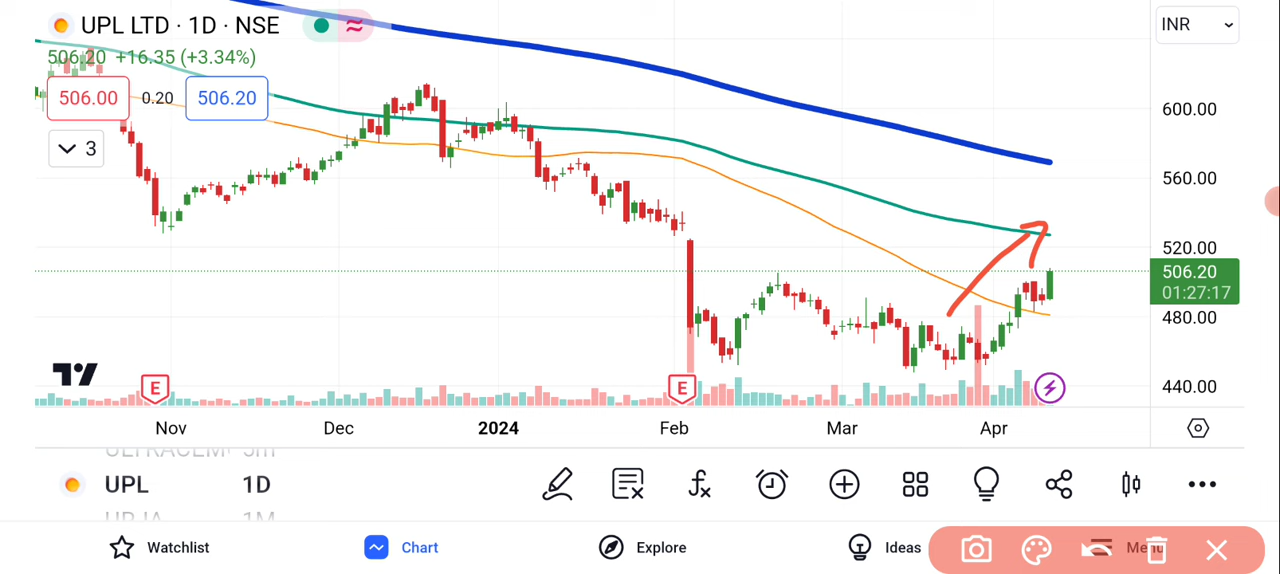 UPL LTD · 1D · NSE
INR
506.20 +16.35 (+3.34%)
506.00 0.20 506.20
600.00
3
560.00
520.00
506.20
01:27:17
480.00
E E
440.00
Nov Dec 2024 Feb Mar Apr
UPL 1D
Watchlist Chart Explore Ideas Menu